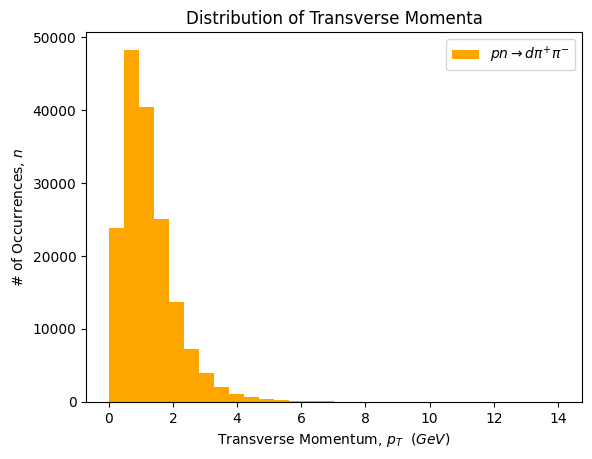 Distribution of Transverse Momenta
pn → dπ⁺π⁻
# of Occurrences, n
50000
40000
30000
20000
10000
0
0 2 4 6 8 10 12 14
Transverse Momentum, p_T (GeV)